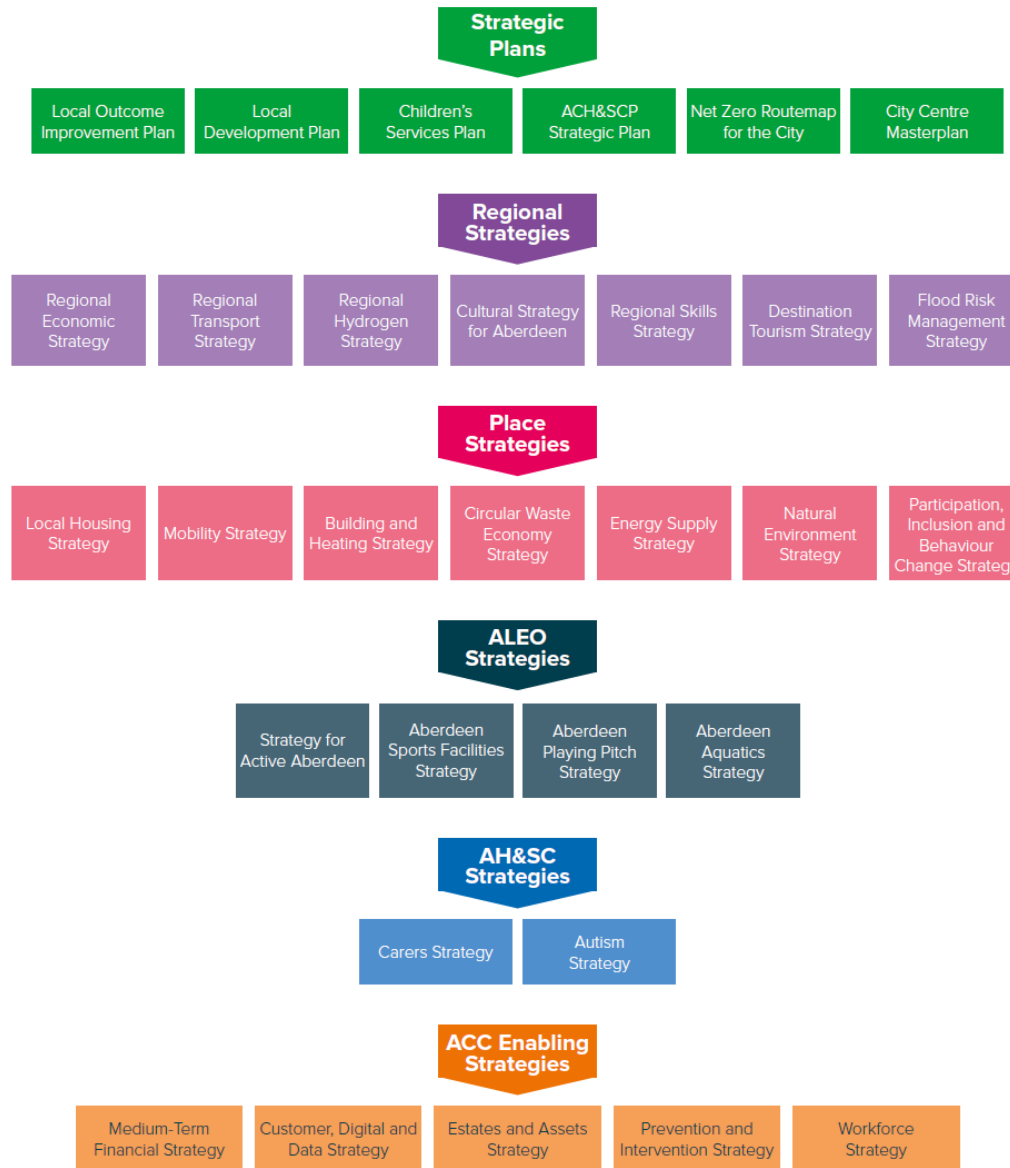 Strategic
Plans
Local Outcome
Improvement Plan
Local
Development Plan
Children's
Services Plan
ACH&SCP
Strategic Plan
Net Zero Routemap
for the City
City Centre
Masterplan
Regional
Strategies
Regional
Economic
Strategy
Regional
Transport
Strategy
Regional
Hydrogen
Strategy
Cultural Strategy
for Aberdeen
Regional Skills
Strategy
Destination
Tourism Strategy
Flood Risk
Management
Strategy
Place
Strategies
Local Housing
Strategy
Mobility Strategy
Building and
Heating Strategy
Circular Waste
Economy
Strategy
Energy Supply
Strategy
Natural
Environment
Strategy
Participation,
Inclusion and
Behaviour
Change Strateg
ALEO
Strategies
Strategy for
Active Aberdeen
Aberdeen
Sports Facilities
Strategy
Aberdeen
Playing Pitch
Strategy
Aberdeen
Aquatics
Strategy
AH&SC
Strategies
Carers Strategy
Autism
Strategy
ACC Enabling
Strategies
Medium-Term
Financial Strategy
Customer, Digital and
Data Strategy
Estates and Assets
Strategy
Prevention and
Intervention Strategy
Workforce
Strategy